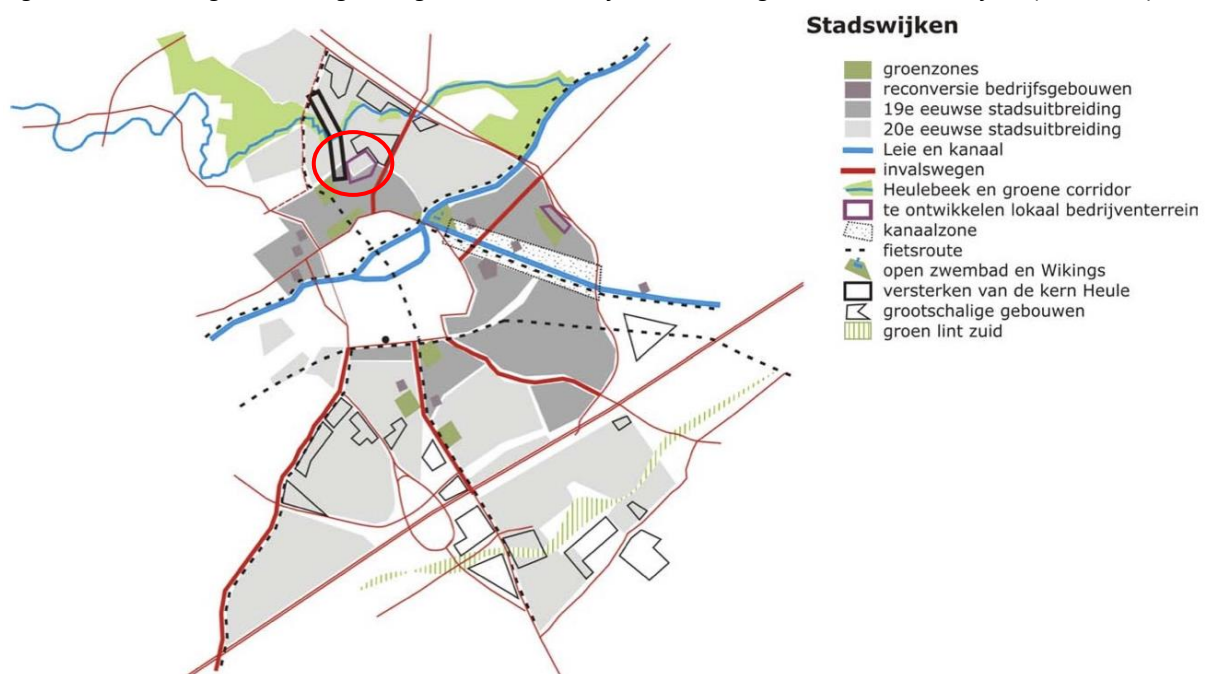 Stadswijken
groenzones
reconversie bedrijfsgebouwen
19e eeuwse stadsuitbreiding
20e eeuwse stadsuitbreiding
Leie en kanaal
invalswegen
Heulebeek en groene corridor
te ontwikkelen lokaal bedrijventerrein
kanaalzone
fietsroute
open zwembad en Wikings
versterken van de kern Heule
grootschalige gebouwen
groen lint zuid